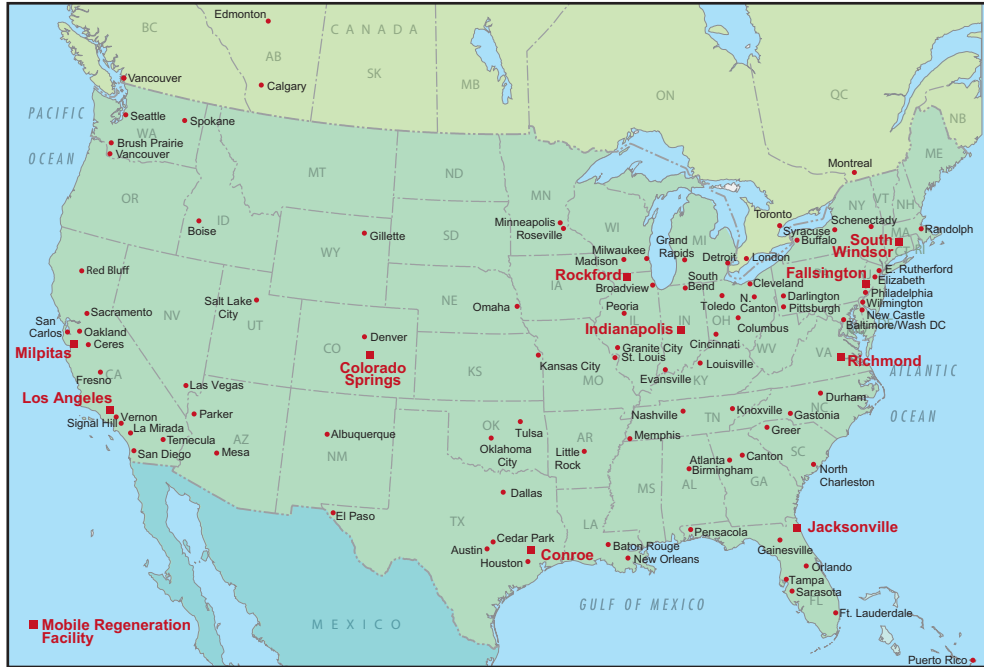 Edmonton
BC
AB
CANADA
SK
MB
ON
QC
NB
Vancouver
Calgary
PACIFIC
OCEAN
Seattle
Spokane
WA
Brush Prairie
Vancouver
ME
Montreal
MT
ND
OR
MN
NY
VT
NH
ID
Boise
Minneapolis
Roseville
WI
Toronto
Schenectady
Syracuse
Buffalo
MA
Randolph
Gillette
SD
WY
Milwaukee
Madison
Grand
Rapids
MI
Detroit
London
South
Windsor
CT
RI
Red Bluff
Rockford
Broadview
South
Bend
Cleveland
Fallsington
E. Rutherford
Elizabeth
Philadelphia
Wilmington
New Castle
Baltimore/Wash DC
IA
NE
Omaha
Salt Lake
City
NV
UT
Sacramento
San
Carlos
Oakland
Ceres
Milpitas
Peoria
IL
IN
Toledo
N.
Canton
Darlington
Pittsburgh
OH
Columbus
Indianapolis
Cincinnati
Denver
CO
Colorado
Springs
KS
Kansas City
Granite City
St. Louis
MO
Evansville
Louisville
KY
WV
VA
Richmond
ATLANTIC
OCEAN
Fresno
CA
Las Vegas
Los Angeles
Vernon
Signal Hill
La Mirada
Temecula
San Diego
Parker
AZ
Mesa
Albuquerque
NM
OK
Tulsa
Oklahoma
City
AR
Little
Rock
Nashville
TN
Knoxville
Memphis
Durham
NC
Gastonia
Greer
SC
North
Charleston
Atlanta
Canton
Birmingham
MS
AL
GA
Dallas
El Paso
TX
LA
Cedar Park
Austin
Houston
Conroe
Baton Rouge
New Orleans
Pensacola
Jacksonville
Gainesville
Orlando
Tampa
Sarasota
FL
Ft. Lauderdale
GULF OF MEXICO
MEXICO
Mobile Regeneration
Facility
Puerto Rico